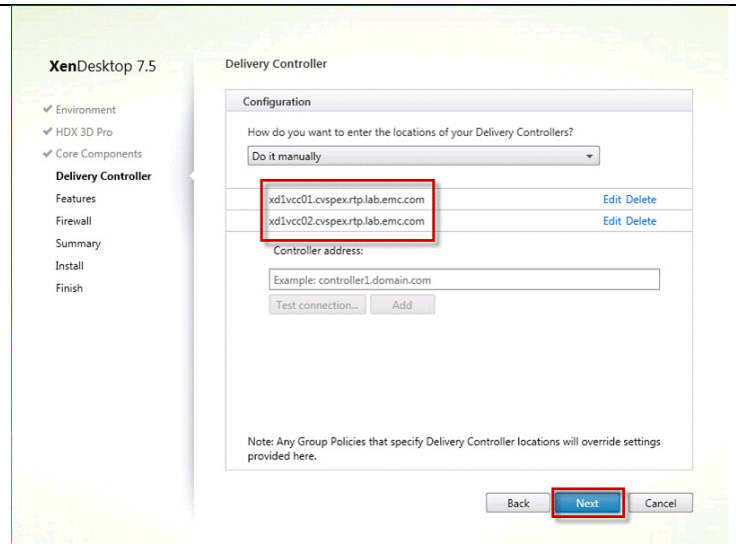 XenDesktop 7.5
Delivery Controller
Environment
HDX 3D Pro
Core Components
Delivery Controller
Features
Firewall
Summary
Install
Finish
Configuration
How do you want to enter the locations of your Delivery Controllers?
Do it manually
xd1vcc01.cvspex.rtp.lab.emc.com Edit Delete
xd1vcc02.cvspex.rtp.lab.emc.com Edit Delete
Controller address:
Example: controller1.domain.com
Test connection... Add
Note: Any Group Policies that specify Delivery Controller locations will override settings
provided here.
Back Next Cancel